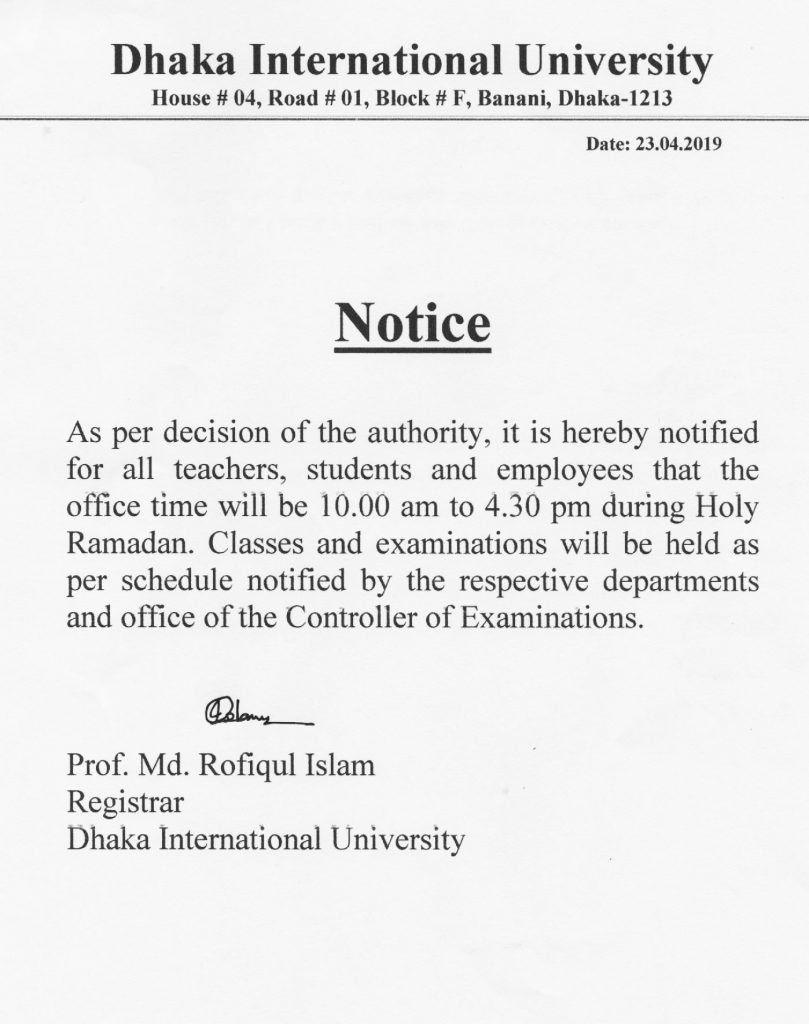 Dhaka International University
House # 04, Road # 01, Block # F, Banani, Dhaka-1213
Date: 23.04.2019
Notice
As per decision of the authority, it is hereby notified
for all teachers, students and employees that the
office time will be 10.00 am to 4.30 pm during Holy
Ramadan. Classes and examinations will be held as
per schedule notified by the respective departments
and office of the Controller of Examinations.
Prof. Md. Rofiqul Islam
Registrar
Dhaka International University